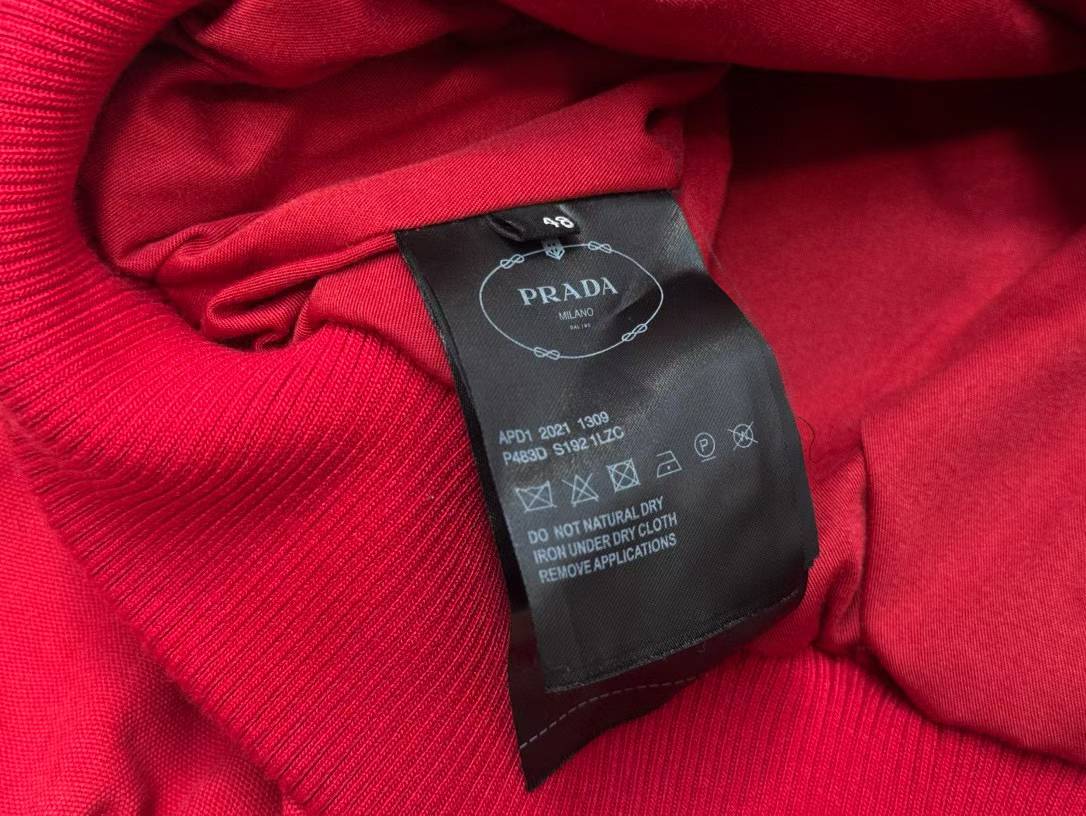 48
PRADA
MILANO
APD1 2021 1309
P483D S192 1LZC
P
W
DO NOT NATURAL DRY
IRON UNDER DRY CLOTH
REMOVE APPLICATIONS